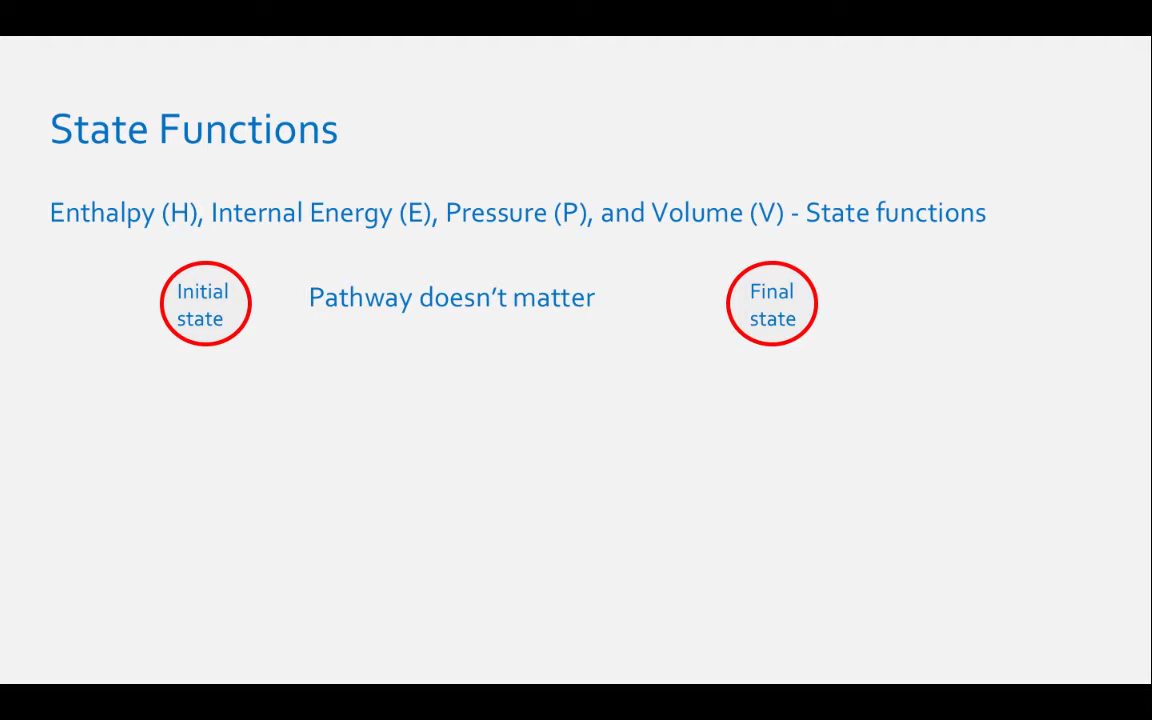 State Functions
Enthalpy (H), Internal Energy (E), Pressure (P), and Volume (V) - State functions
Initial
state
Pathway doesn’t matter
Final
state